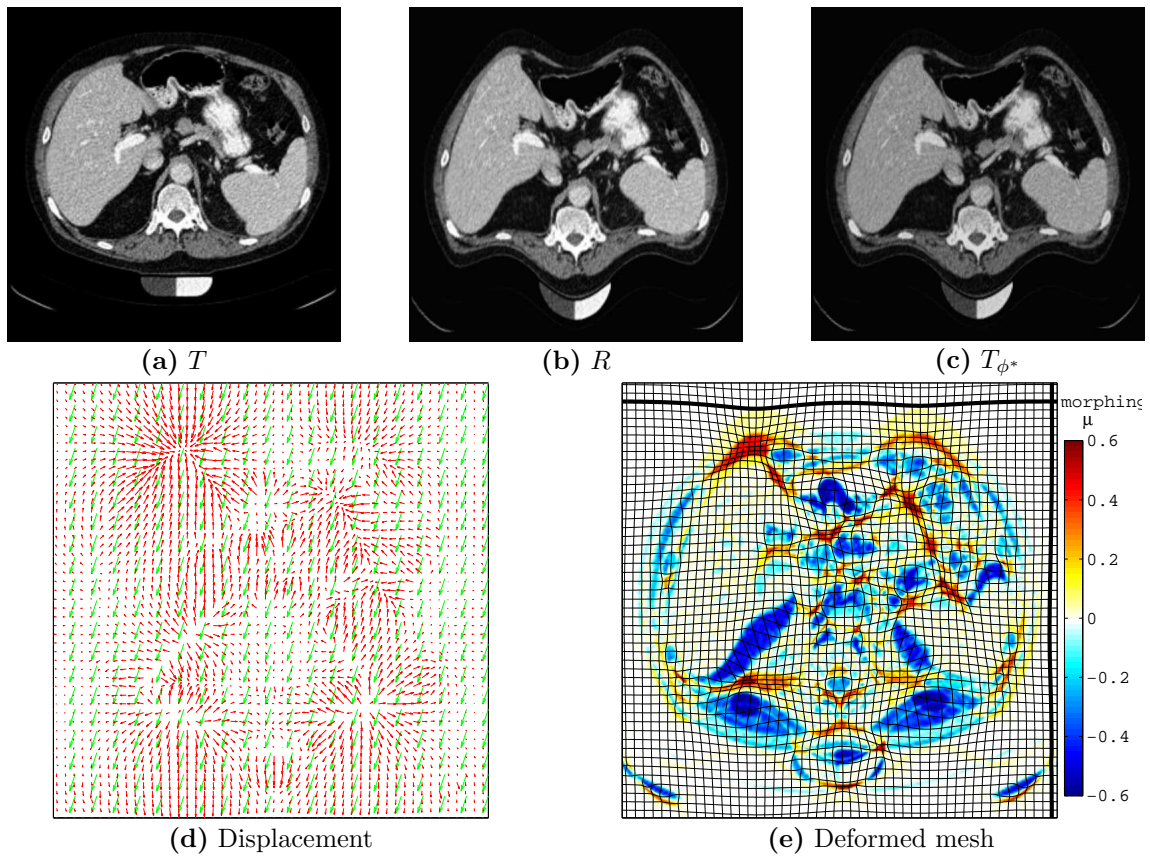 (a) T
(b) R
(c) T_{ϕ*}
morphing
μ
0.6
0.4
0.2
0
-0.2
-0.4
-0.6
(d) Displacement
(e) Deformed mesh